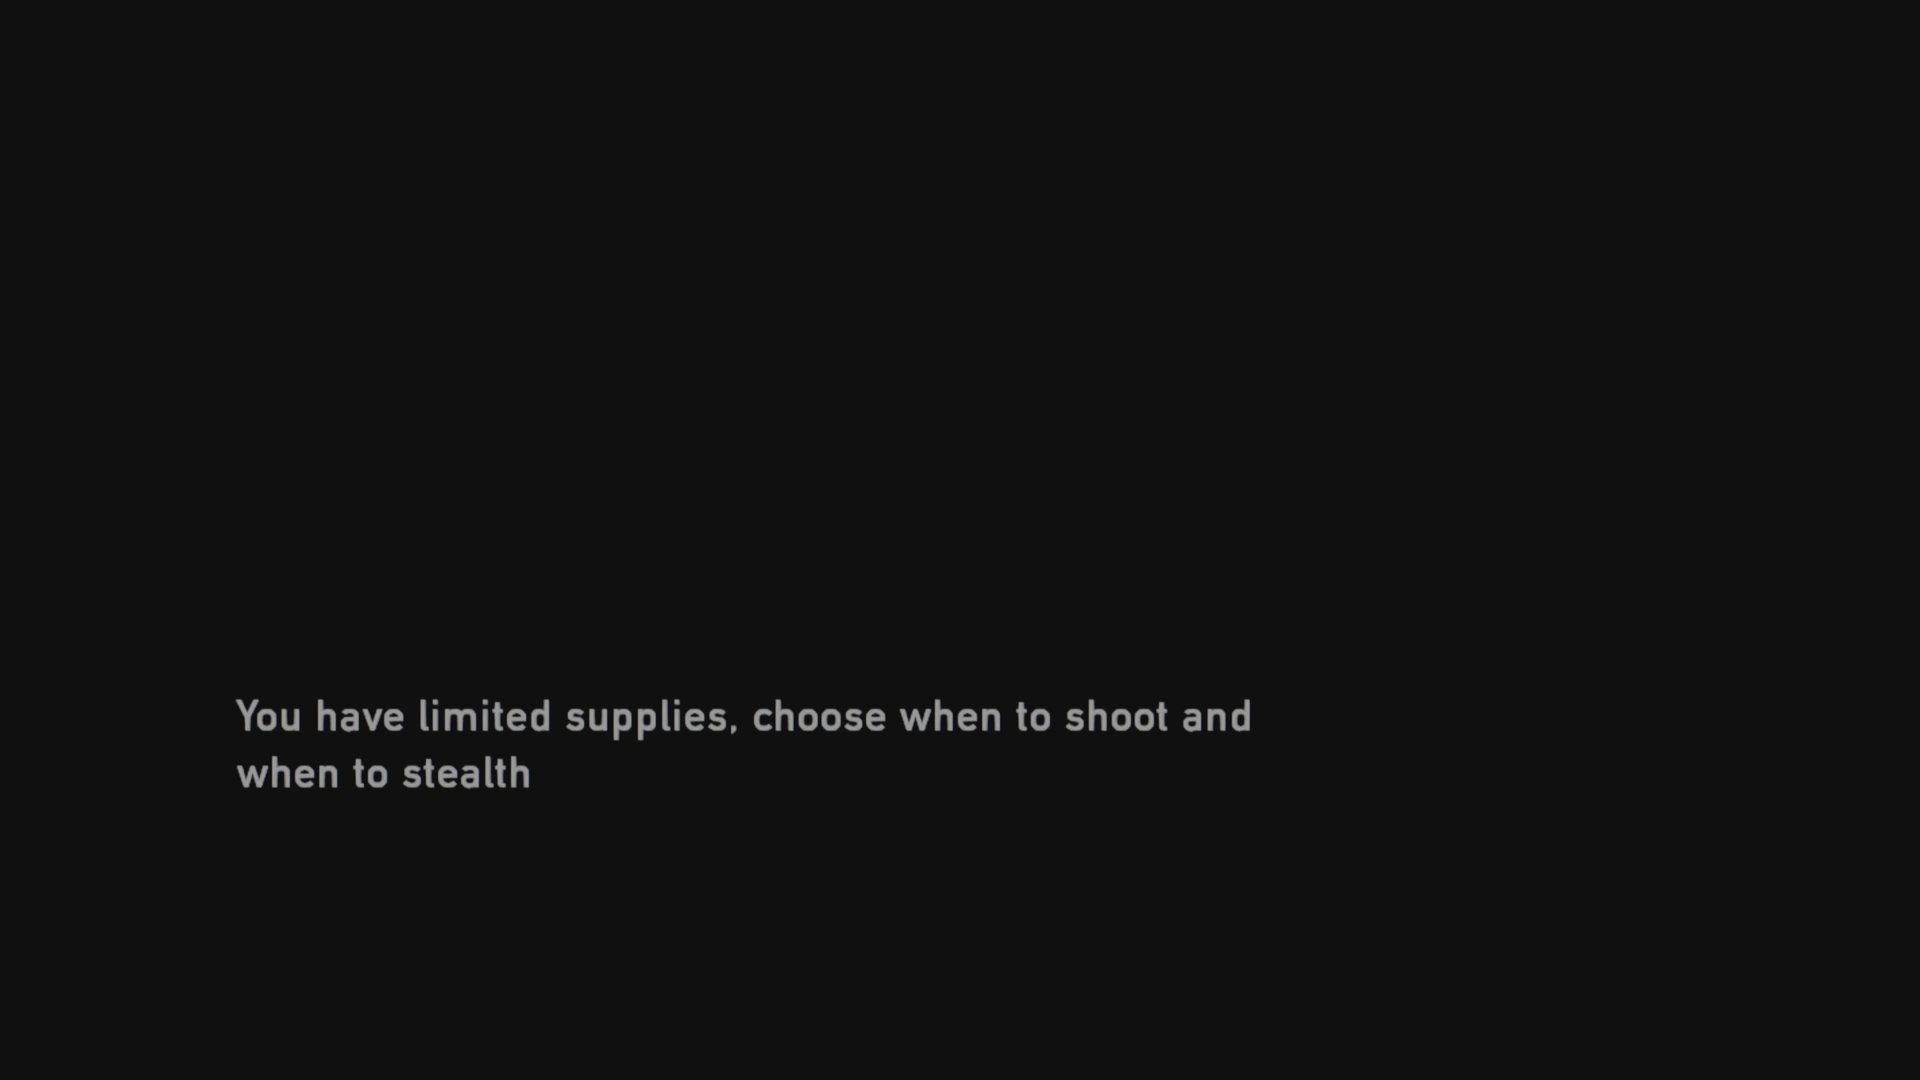 You have limited supplies, choose when to shoot and
when to stealth